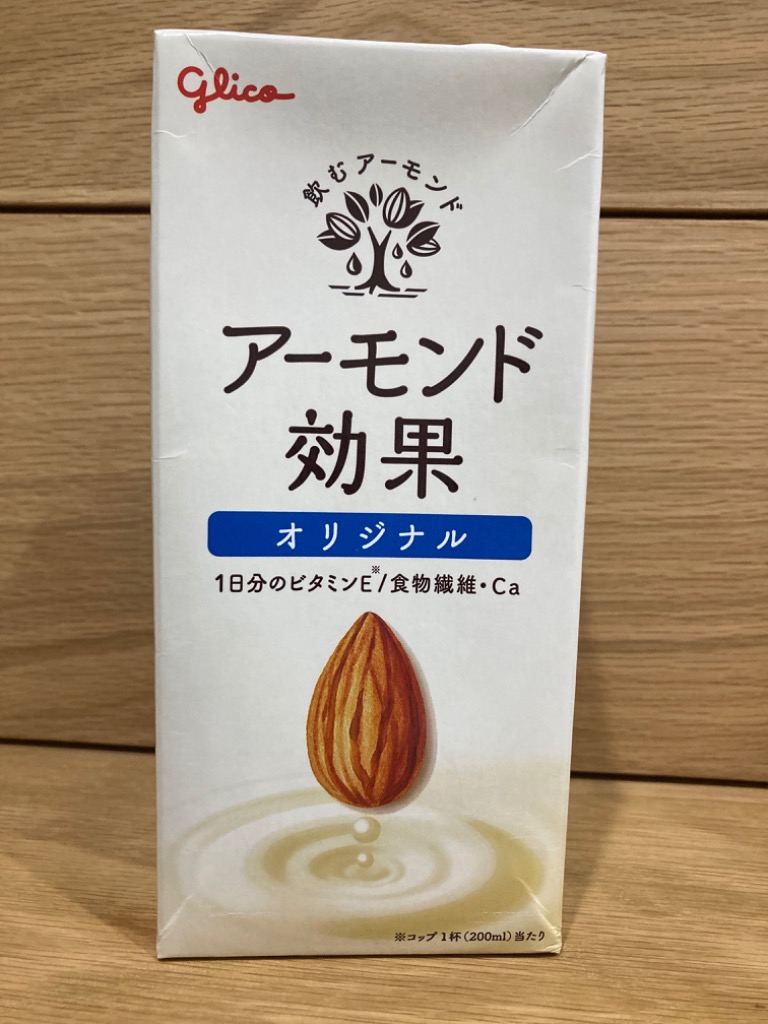 Glico
飲むアーモンド
アーモンド
効果
オリジナル
1日分のビタミンE※/食物繊維・Ca
※コップ1杯(200ml)当たり